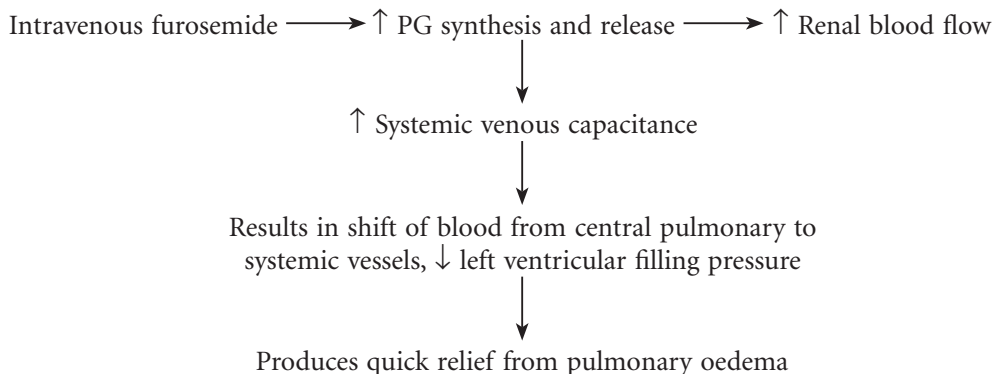 Intravenous furosemide → ↑ PG synthesis and release → ↑ Renal blood flow
↑ Systemic venous capacitance
Results in shift of blood from central pulmonary to
systemic vessels, ↓ left ventricular filling pressure
Produces quick relief from pulmonary oedema